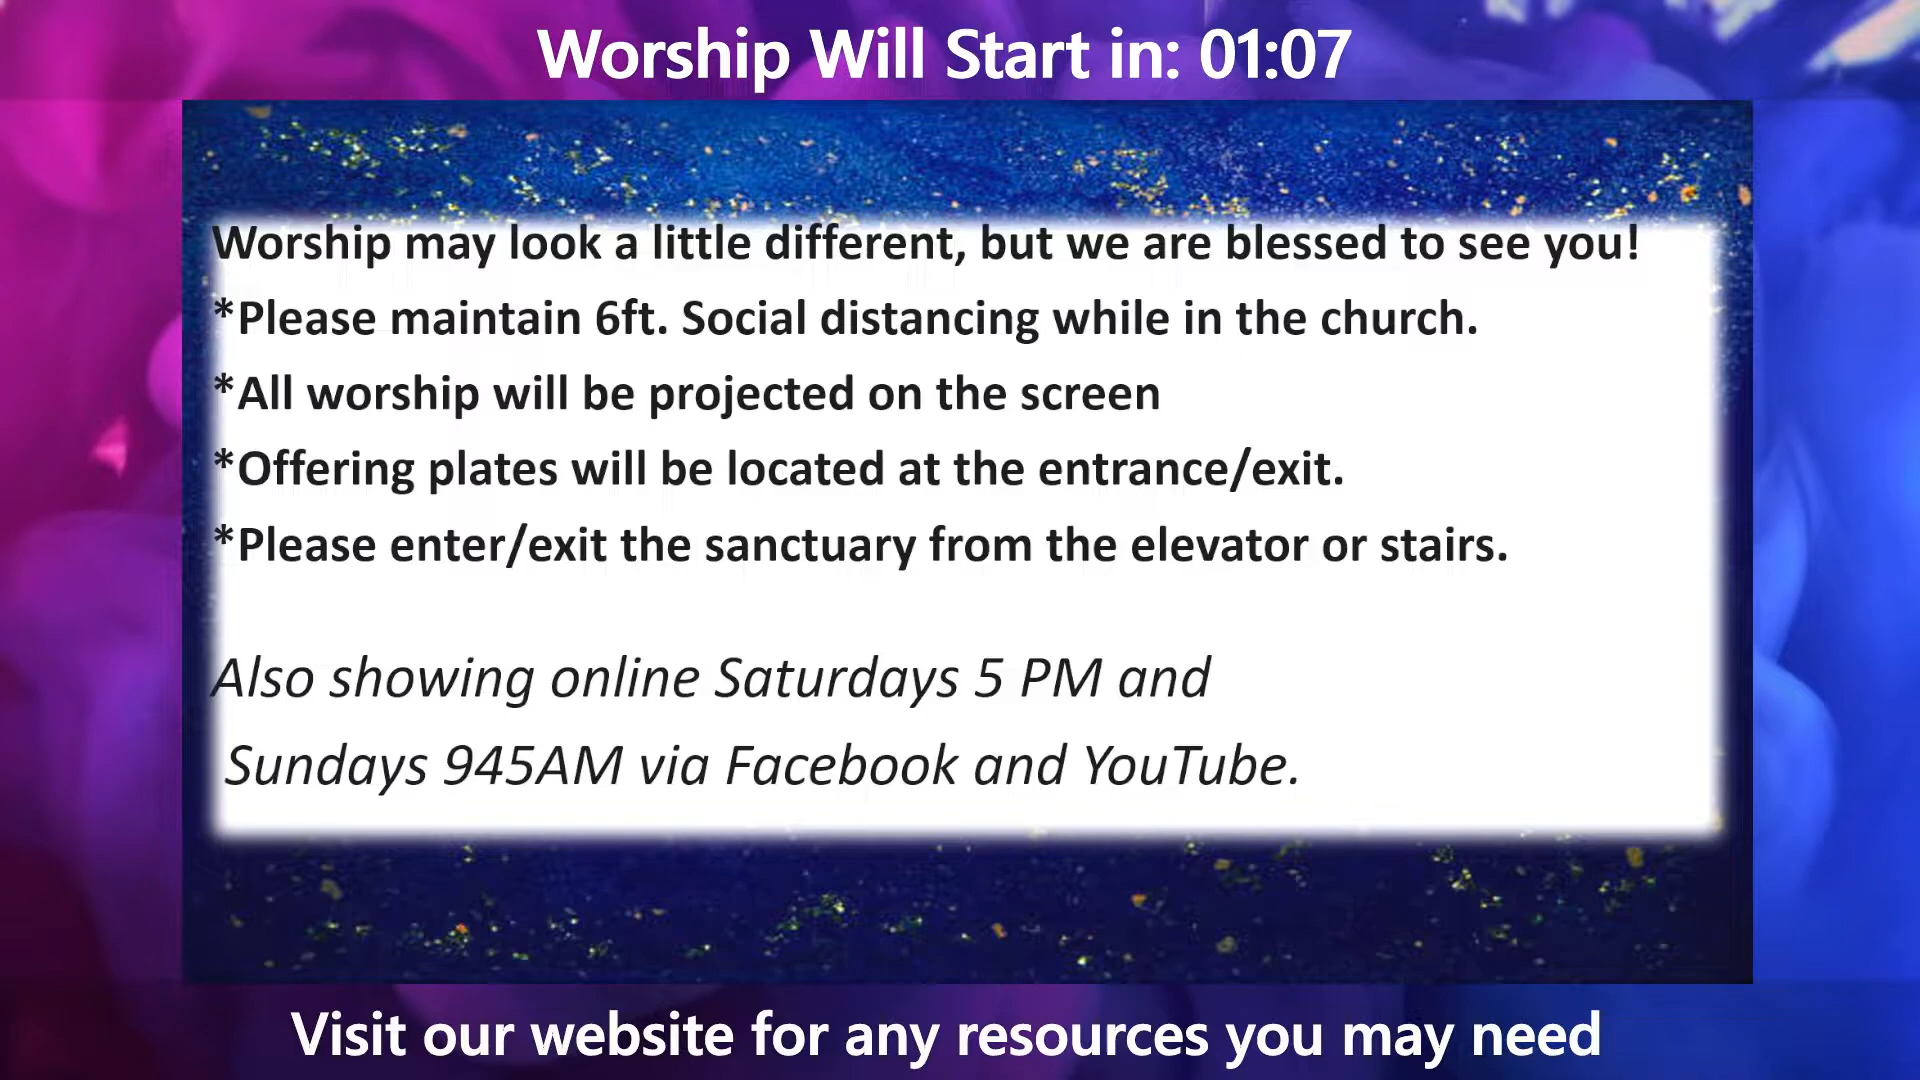 Worship Will Start in: 01:07
Worship may look a little different, but we are blessed to see you!
*Please maintain 6ft. Social distancing while in the church.
*All worship will be projected on the screen
*Offering plates will be located at the entrance/exit.
*Please enter/exit the sanctuary from the elevator or stairs.
Also showing online Saturdays 5 PM and
Sundays 945AM via Facebook and YouTube.
Visit our website for any resources you may need